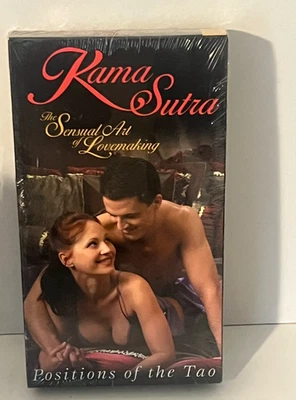 Kama
Sutra
The
Sensual Art
of Lovemaking
Positions of the Tao